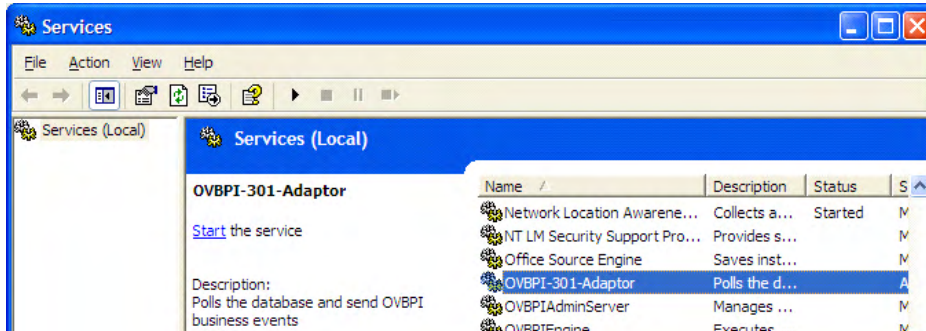 Services
File Action View Help
Services (Local)
Services (Local)
OVBPI-301-Adaptor
Start the service
Description:
Polls the database and send OVBPI
business events
Name Description Status S
Network Location Awarene... Collects a... Started M
NT LM Security Support Pro... Provides s... M
Office Source Engine Saves inst... M
OVBPI-301-Adaptor Polls the d... A
OVBPIAdminServer Manages ... M
OVBPIEngine Executes